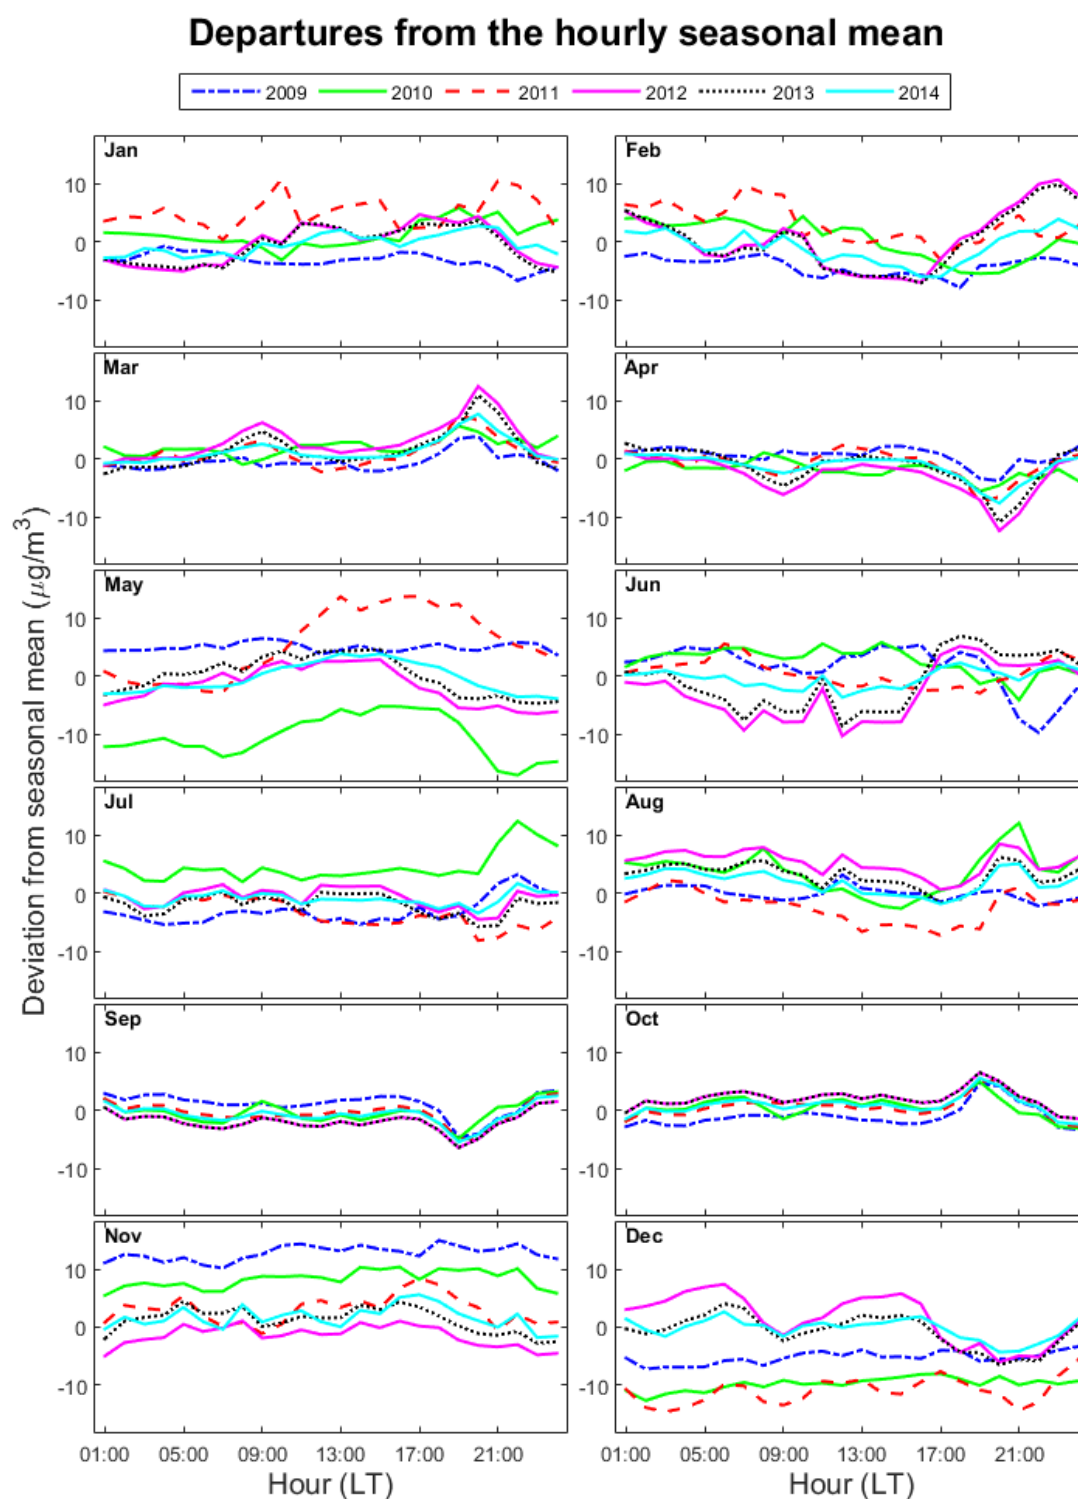 Departures from the hourly seasonal mean
2009 2010 2011 2012 2013 2014
Deviation from seasonal mean (μg/m³)
Jan
10
0
-10
Feb
10
0
-10
Mar
10
0
-10
Apr
10
0
-10
May
10
0
-10
Jun
10
0
-10
Jul
10
0
-10
Aug
10
0
-10
Sep
10
0
-10
Oct
10
0
-10
Nov
10
0
-10
01:00 05:00 09:00 13:00 17:00 21:00
Hour (LT)
Dec
10
0
-10
01:00 05:00 09:00 13:00 17:00 21:00
Hour (LT)